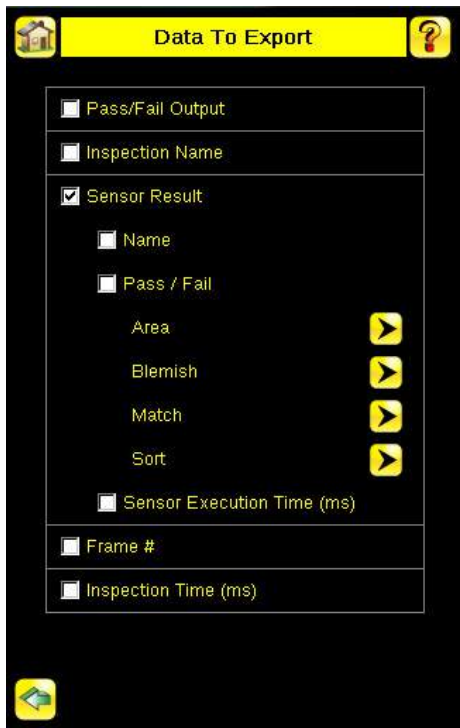 Data To Export
Pass/Fail Output
Inspection Name
Sensor Result
Name
Pass / Fail
Area
Blemish
Match
Sort
Sensor Execution Time (ms)
Frame #
Inspection Time (ms)